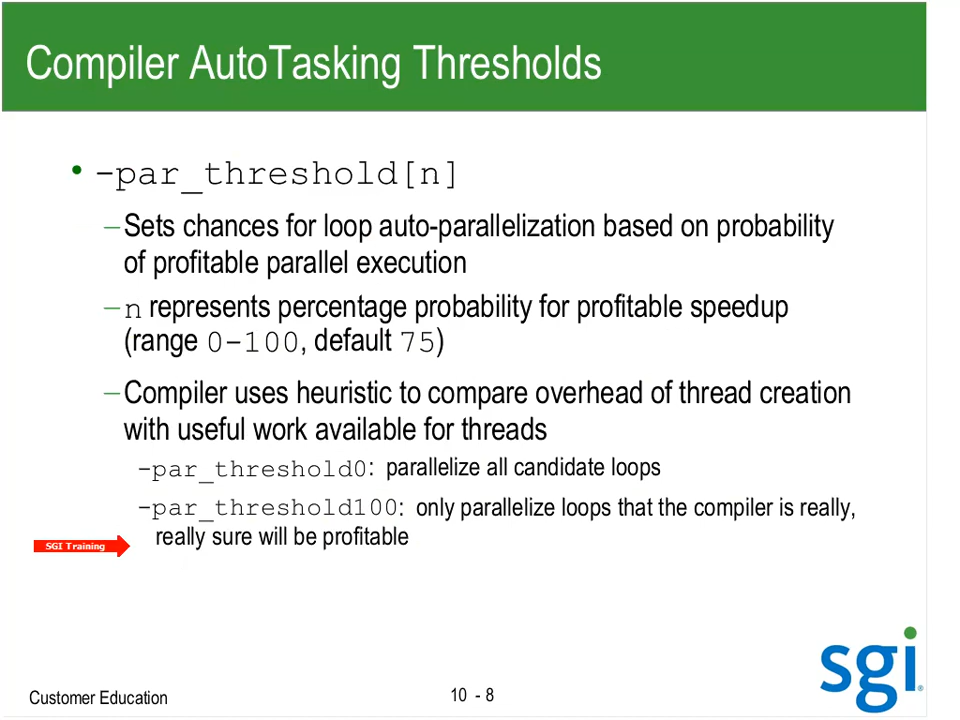 Compiler AutoTasking Thresholds
• -par_threshold[n]
–Sets chances for loop auto-parallelization based on probability
of profitable parallel execution
–n represents percentage probability for profitable speedup
(range 0-100, default 75)
–Compiler uses heuristic to compare overhead of thread creation
with useful work available for threads
-par_threshold0: parallelize all candidate loops
-par_threshold100: only parallelize loops that the compiler is really,
really sure will be profitable
SGI Training
Customer Education
10 - 8
sgi®